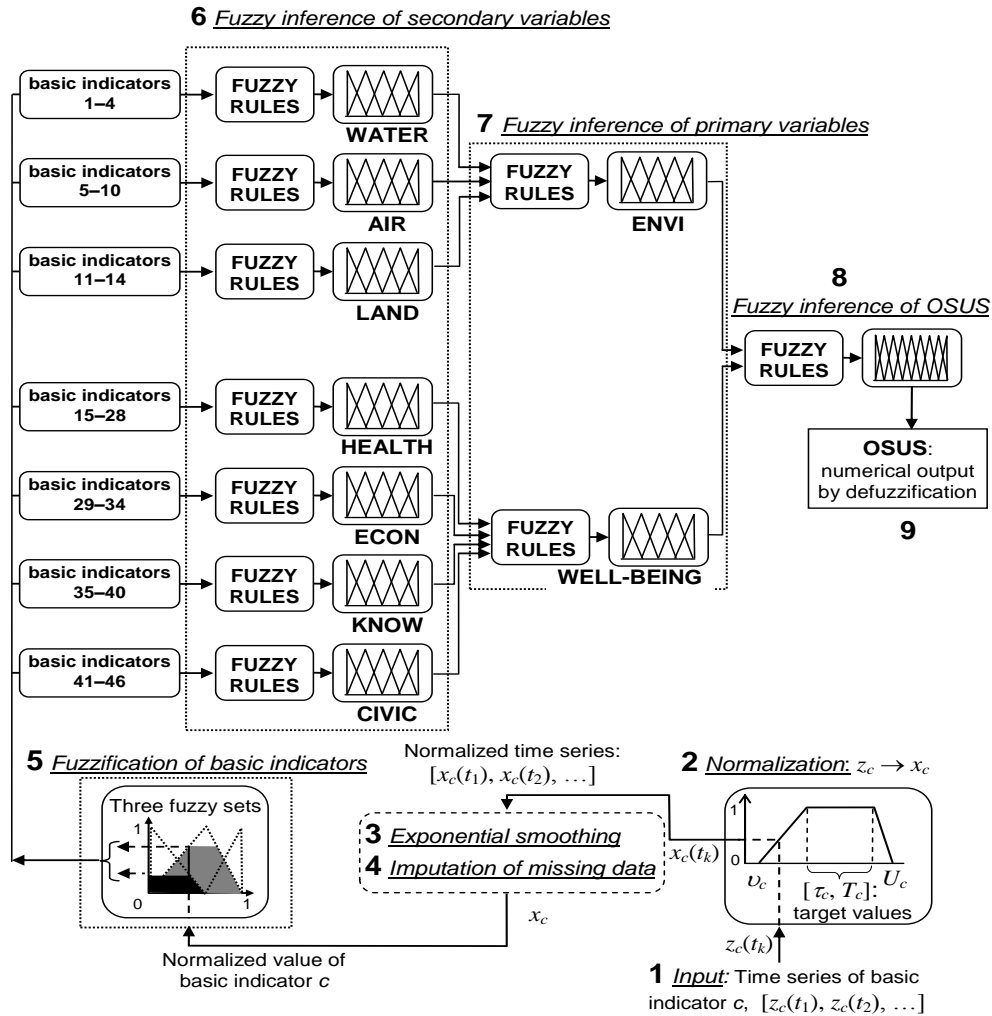 6 Fuzzy inference of secondary variables
basic indicators
1–4
FUZZY
RULES
WATER
basic indicators
5–10
FUZZY
RULES
AIR
basic indicators
11–14
FUZZY
RULES
LAND
basic indicators
15–28
FUZZY
RULES
HEALTH
basic indicators
29–34
FUZZY
RULES
ECON
basic indicators
35–40
FUZZY
RULES
KNOW
basic indicators
41–46
FUZZY
RULES
CIVIC
7 Fuzzy inference of primary variables
FUZZY
RULES
ENVI
FUZZY
RULES
WELL-BEING
8
Fuzzy inference of OSUS
FUZZY
RULES
OSUS:
numerical output
by defuzzification
9
5 Fuzzification of basic indicators
Three fuzzy sets
1
0
1
Normalized value of
basic indicator c
Normalized time series:
[x_c(t_1), x_c(t_2), …]
3 Exponential smoothing
4 Imputation of missing data
x_c
2 Normalization: z_c → x_c
1
0
x_c(t_k)
υ_c
U_c
[τ_c, T_c]:
target values
z_c(t_k)
1 Input: Time series of basic
indicator c, [z_c(t_1), z_c(t_2), …]